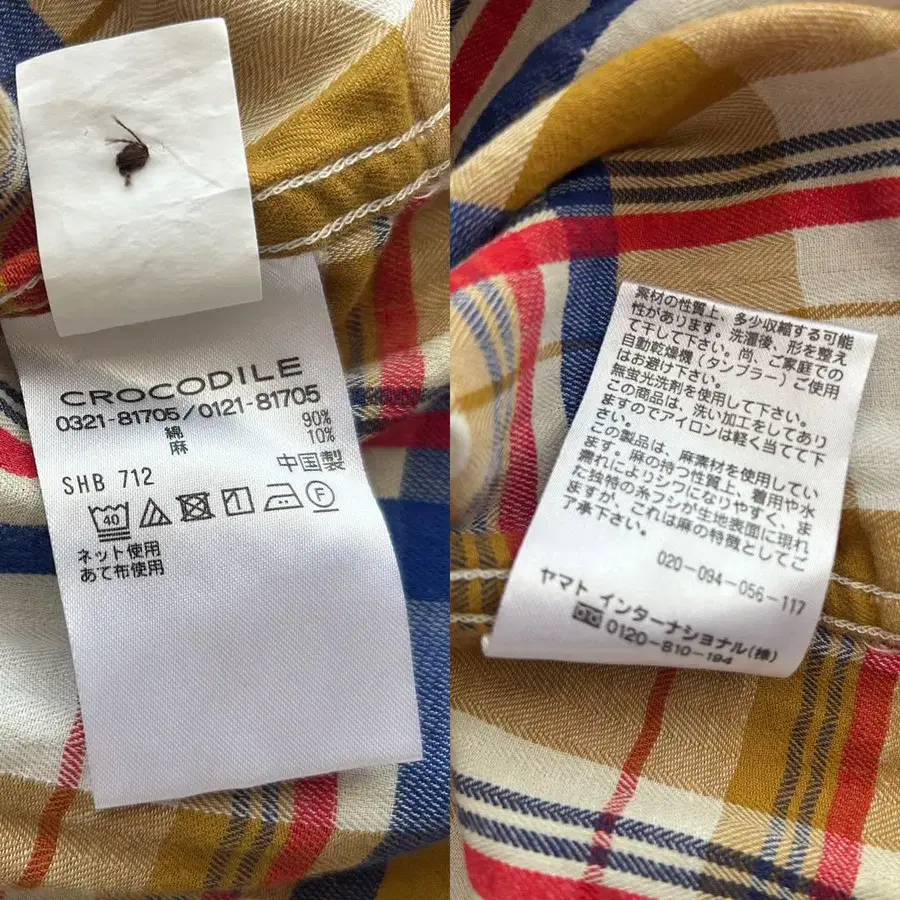 CROCODILE
0321-81705/0121-81705
綿 90%
麻 10%
中国製
SHB 712
40
F
ネット使用
あて布使用
素材の性質上、多少収縮する可能
性があります。洗濯後、形を整え
て干して下さい。尚、ご家庭での
自動乾燥機(タンブラー)ご使用
はお避け下さい。
無蛍光洗剤を使用して下さい。
この商品は、洗い加工をしてあり
ますのでアイロンは軽く当てて下
さい。
この製品は、麻素材を使用してい
ます。麻の持つ性質上、着用や水
濡れによりシワになりやすく、ま
た独特の糸フシが生地表面に現れ
ますが、これは麻の特徴としてご
了承下さい。
020-094-056-117
ヤマト インターナショナル(株)
0120-810-194